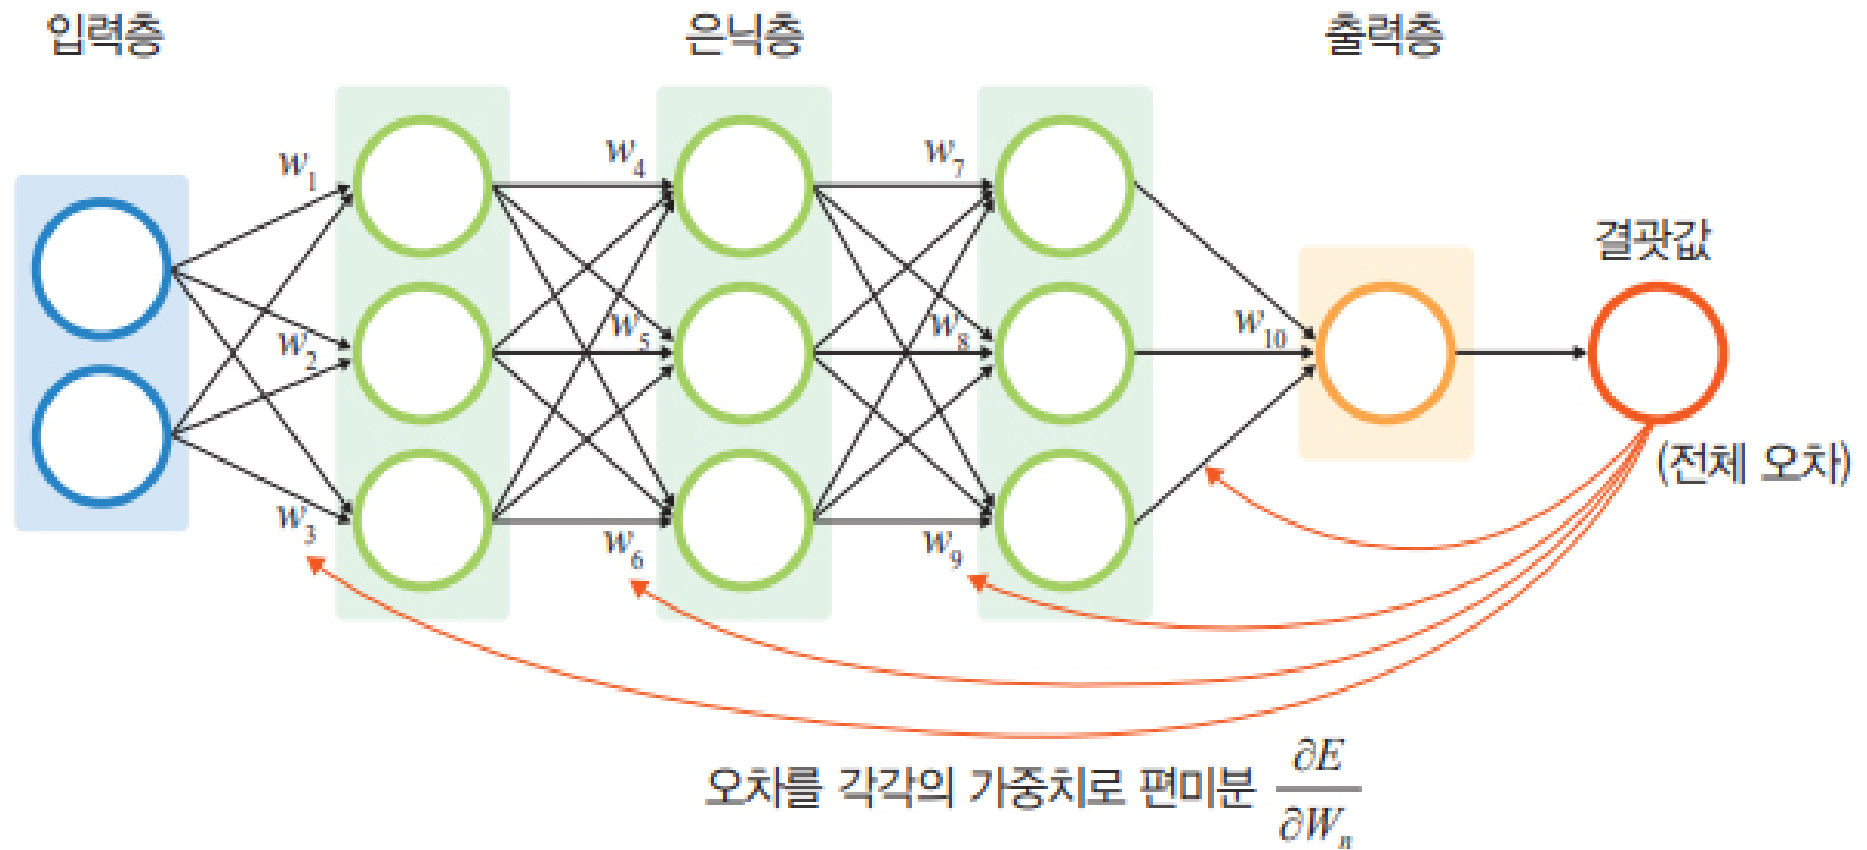 입력층
은닉층
출력층
w₁
w₄
w₇
결괏값
w₂
w₅
w₈
w₁₀
(전체 오차)
w₃
w₆
w₉
오차를 각각의 가중치로 편미분 ∂E/∂Wₙ